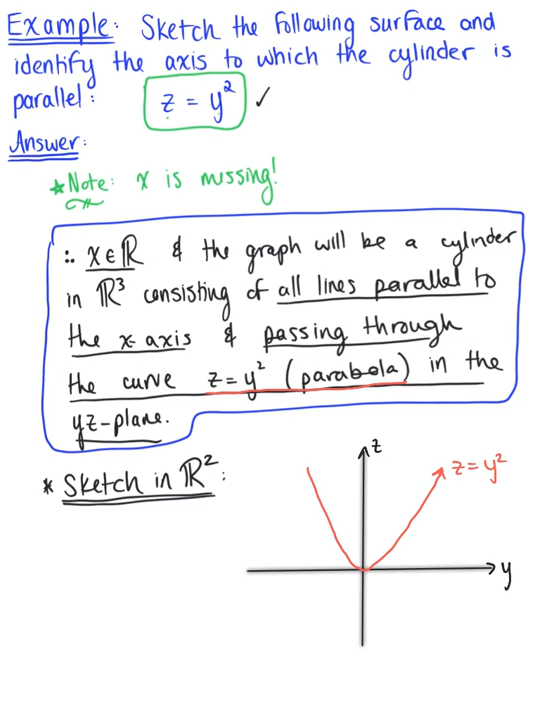 Example: Sketch the following surface and
identify the axis to which the cylinder is
parallel: z = y² ✓
Answer:
*Note: x is missing!
∴ x∈ℝ & the graph will be a cylinder
in ℝ³ consisting of all lines parallel to
the x-axis & passing through
the curve z = y² (parabola) in the
yz-plane.
* Sketch in ℝ²:
z
z = y²
y